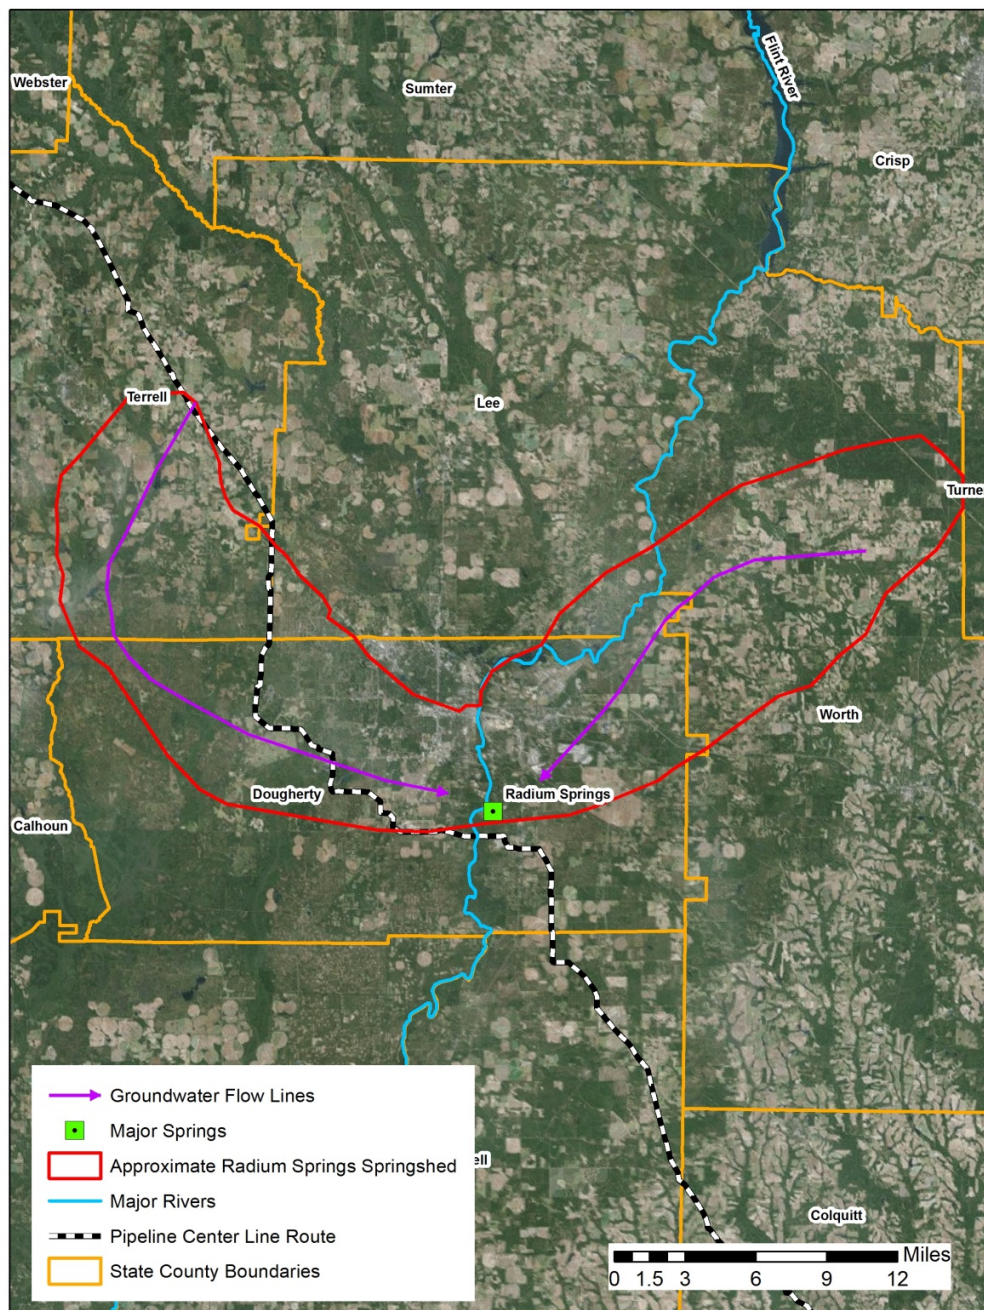 Webster
Sumter
Flint River
Crisp
Terrell
Lee
Turne
Worth
Dougherty
Radium Springs
Calhoun
Groundwater Flow Lines
Major Springs
Approximate Radium Springs Springshed
ell
Major Rivers
Pipeline Center Line Route
State County Boundaries
Colquitt
Miles
0 1.5 3 6 9 12